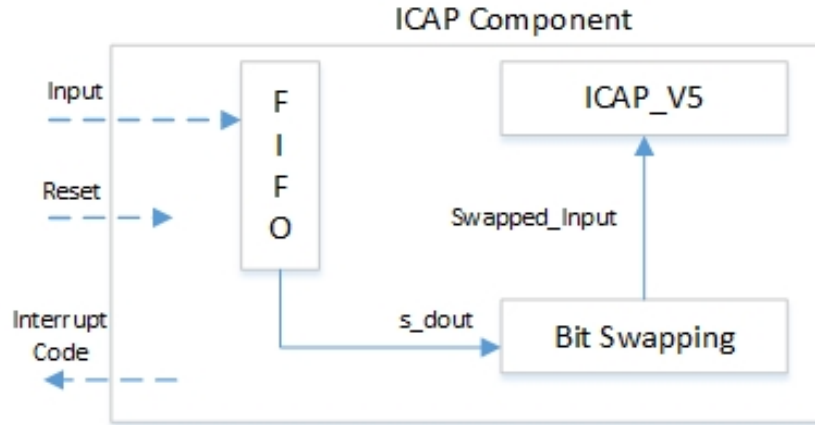 ICAP Component
Input
F
I
F
O
ICAP_V5
Reset
Swapped_Input
Interrupt
Code
s_dout
Bit Swapping